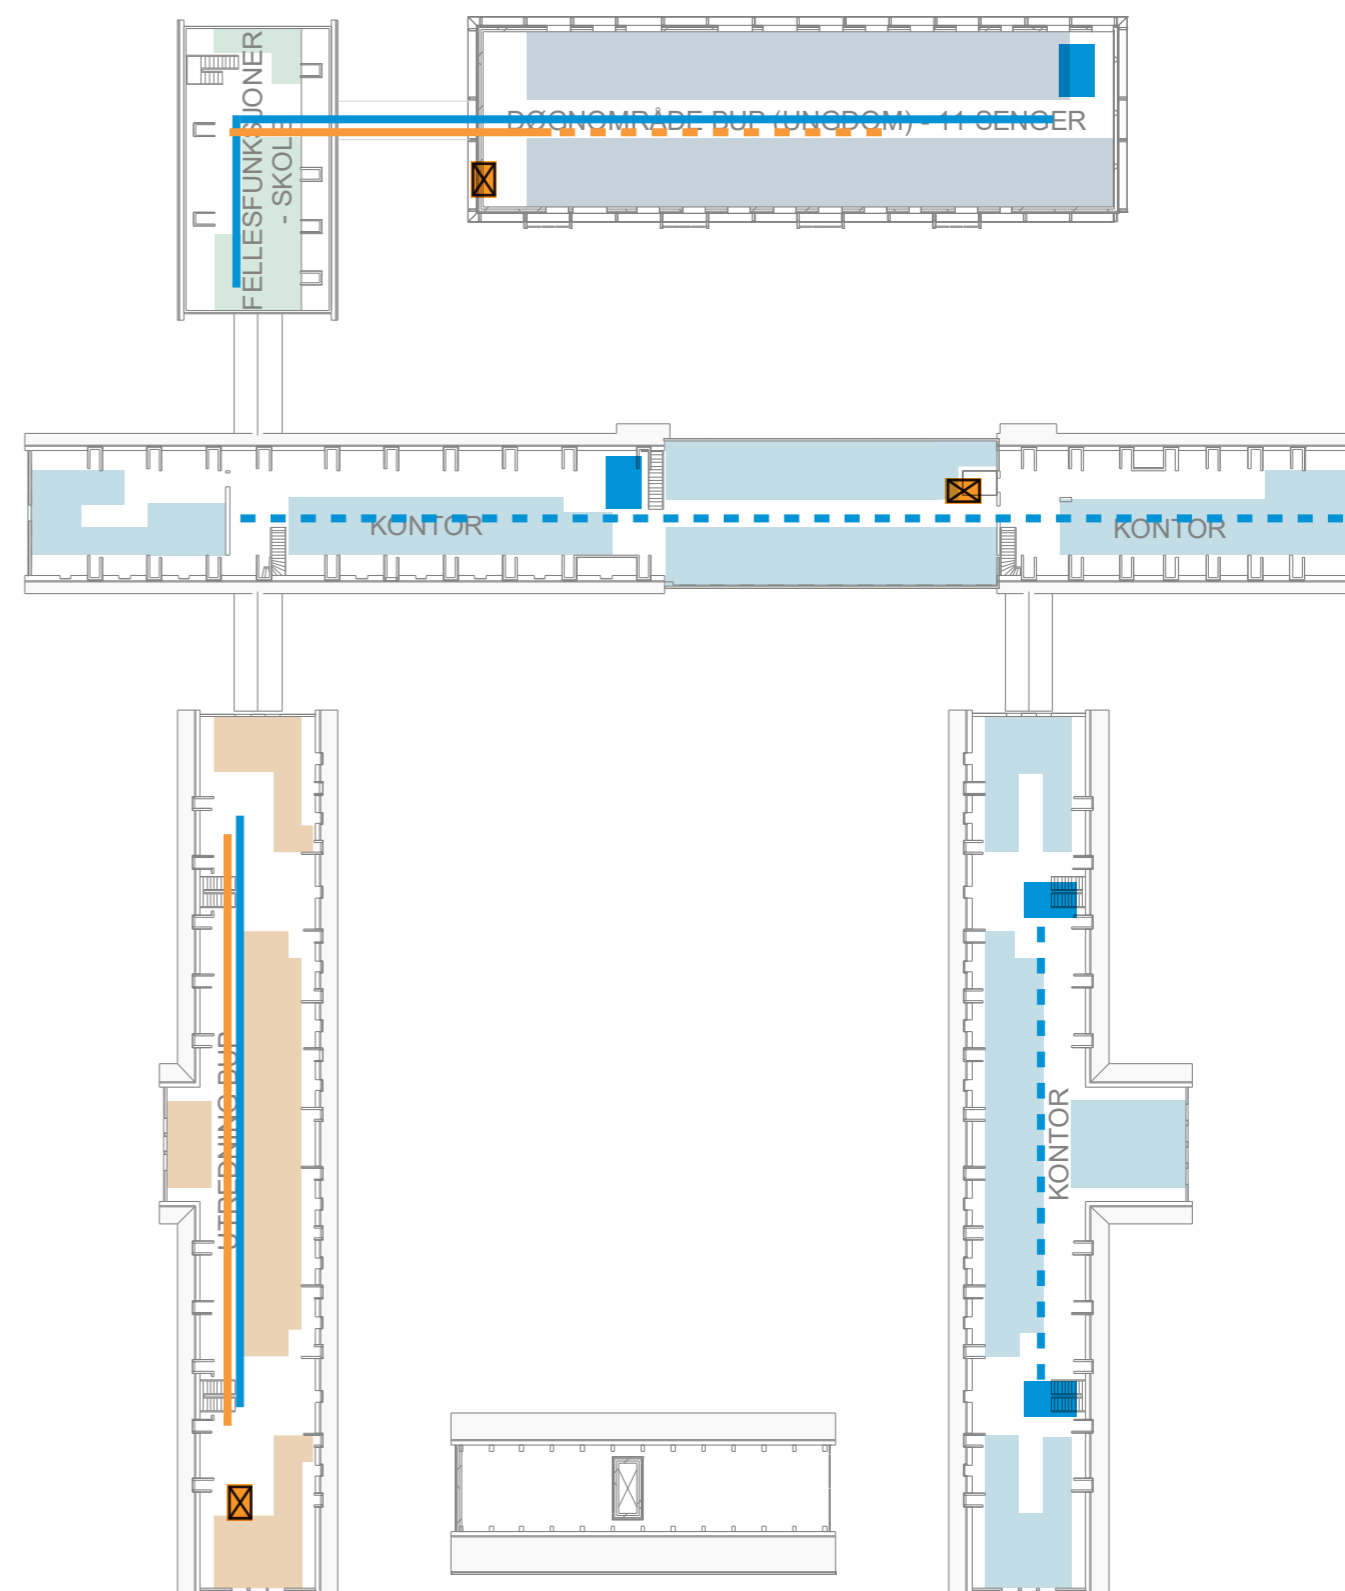 FELLESFUNKSJONER
- SKOLE
DØGNOMRÅDE BUP (UNGDOM) - 11 SENGER
KONTOR
KONTOR
UTREDNING BUP
KONTOR